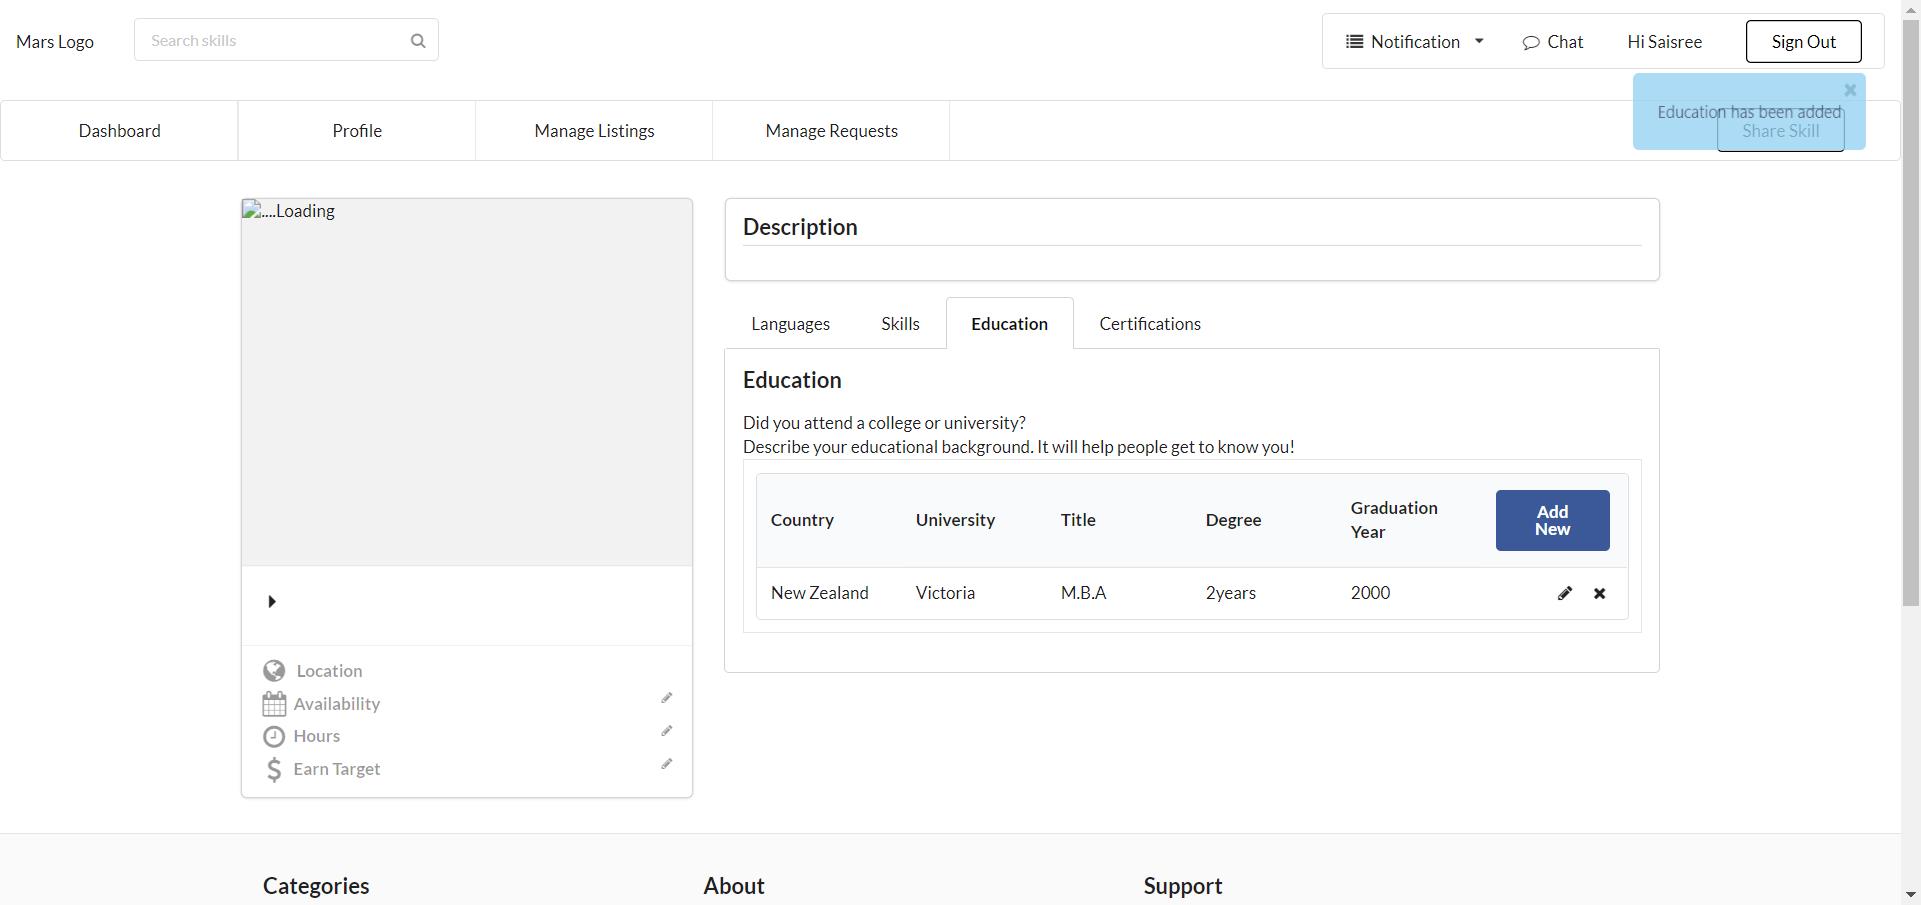 Mars Logo
Search skills
Notification
Chat
Hi Saisree
Sign Out
Education has been added
Dashboard
Profile
Manage Listings
Manage Requests
Share Skill
....Loading
Description
Languages
Skills
Education
Certifications
Education
Did you attend a college or university?
Describe your educational background. It will help people get to know you!
Country
University
Title
Degree
Graduation
Year
Add
New
New Zealand
Victoria
M.B.A
2years
2000
Location
Availability
Hours
Earn Target
Categories
About
Support